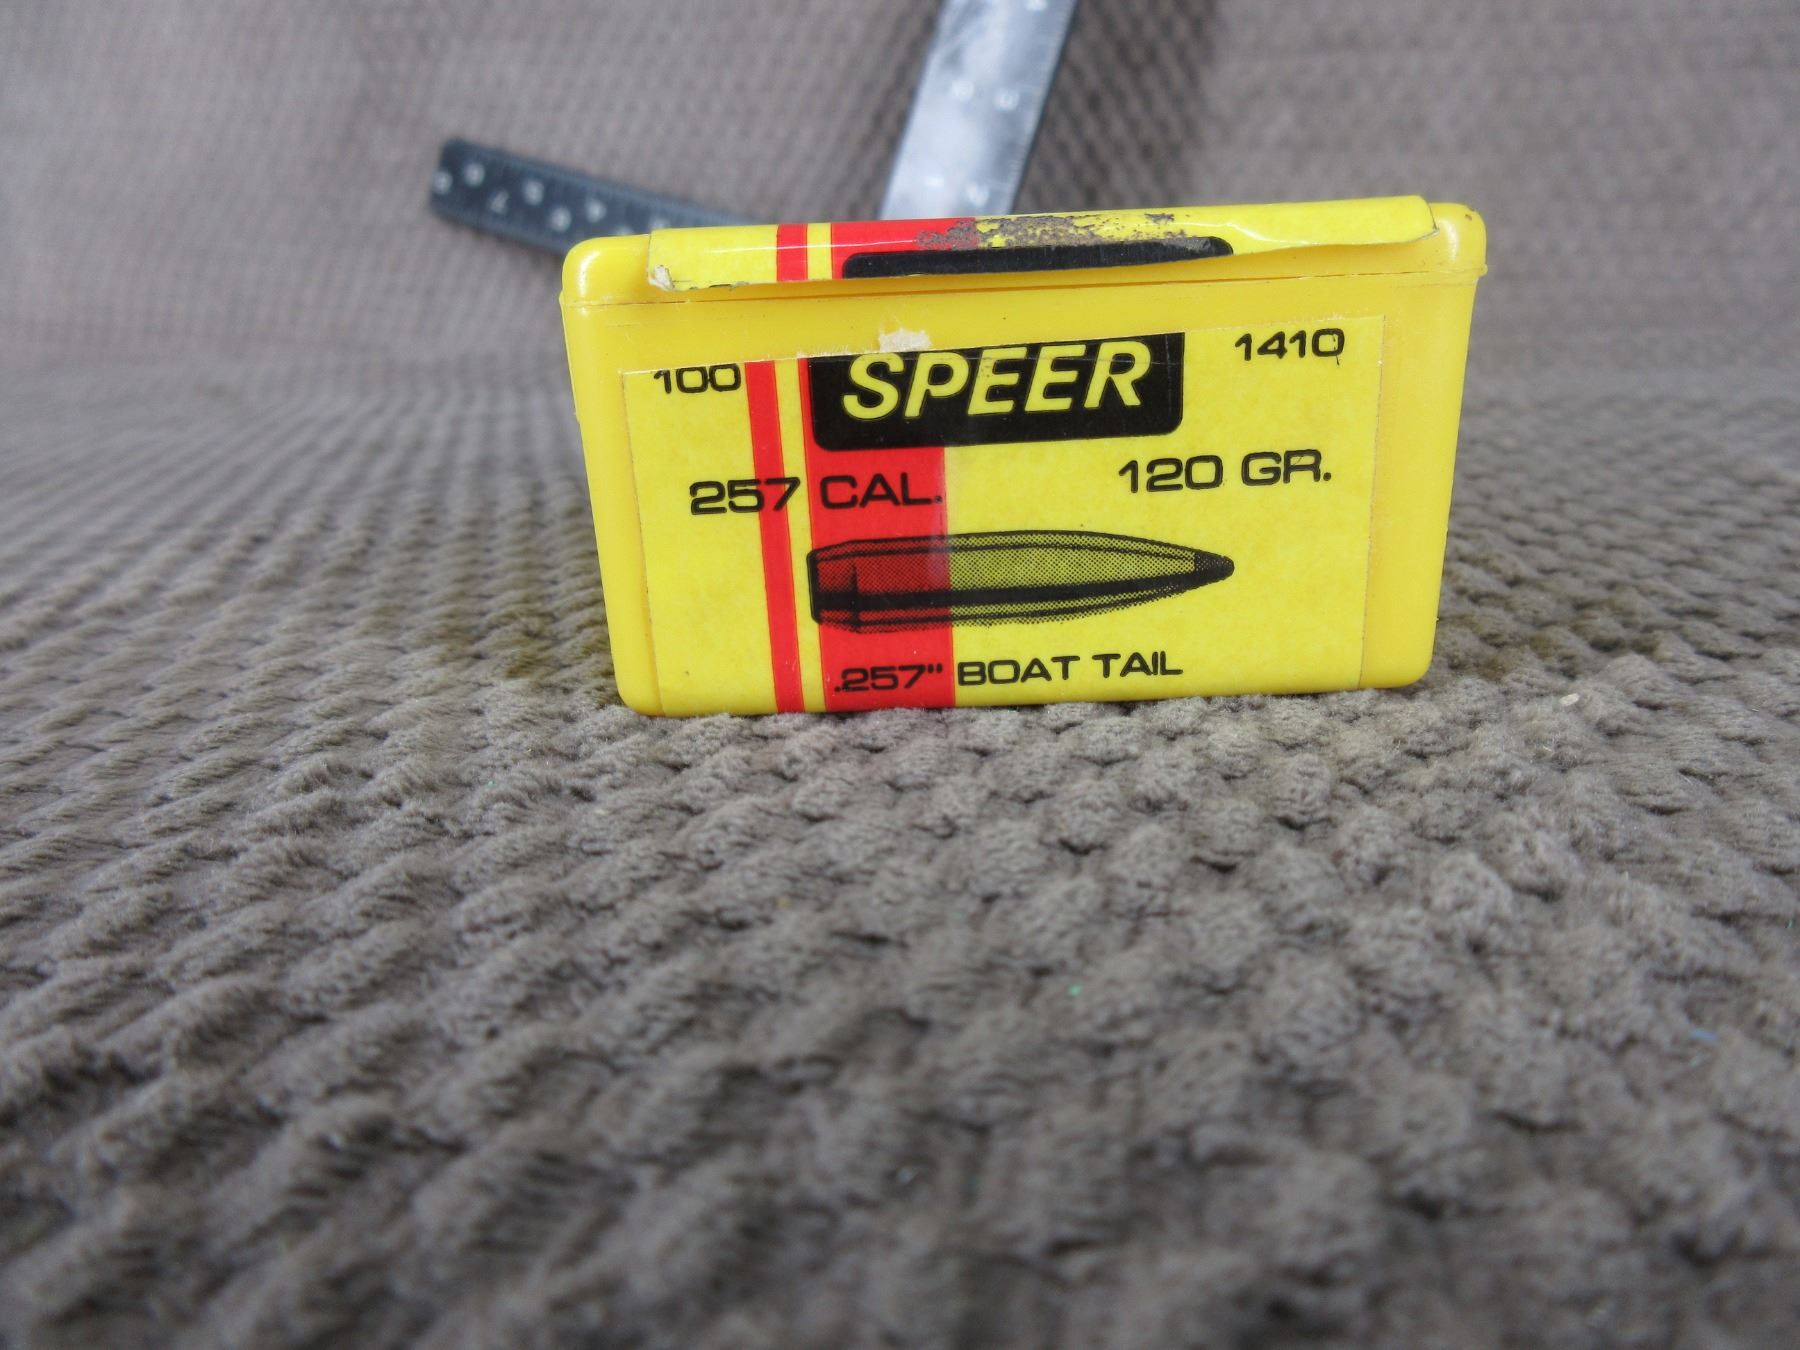 100 SPEER 1410
257 CAL. 120 GR.
.257" BOAT TAIL